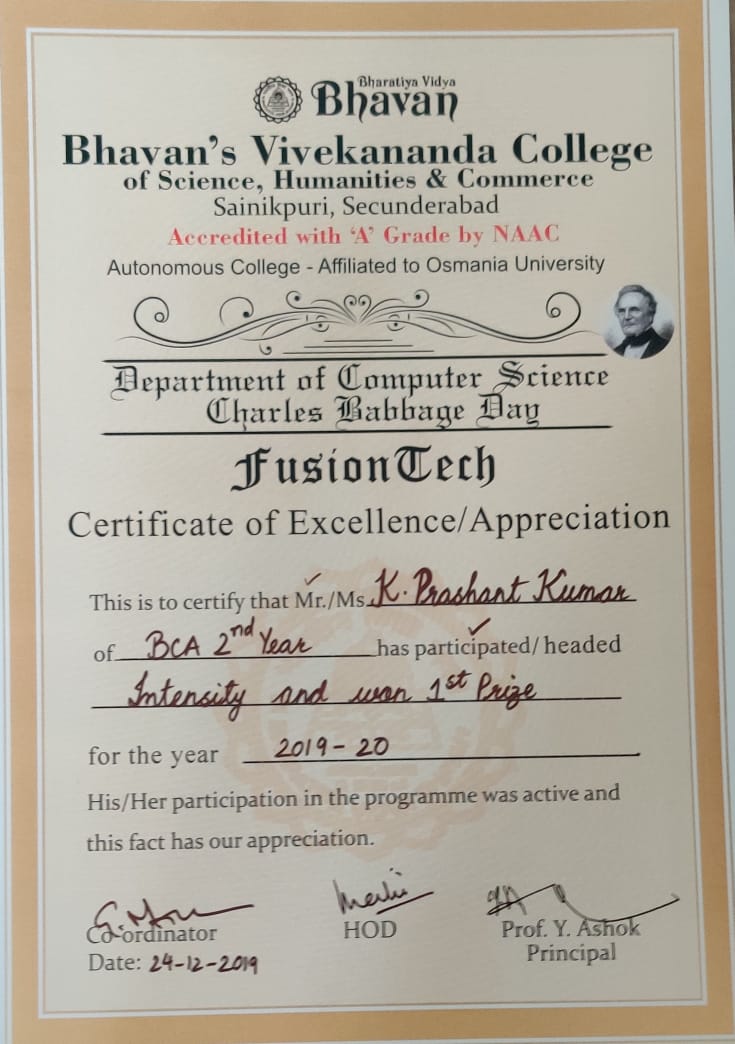 Bharatiya Vidya
Bhavan
Bhavan's Vivekananda College
of Science, Humanities & Commerce
Sainikpuri, Secunderabad
Accredited with 'A' Grade by NAAC
Autonomous College - Affiliated to Osmania University
Department of Computer Science
Charles Babbage Day
FusionTech
Certificate of Excellence/Appreciation
This is to certify that Mr./Ms. K. Prashant Kumar
of BCA 2nd Year has participated/ headed
Intensity and won 1st Prize
for the year 2019-20
His/Her participation in the programme was active and
this fact has our appreciation.
Co-ordinator HOD Prof. Y. Ashok
Date: 24-12-2019 Principal